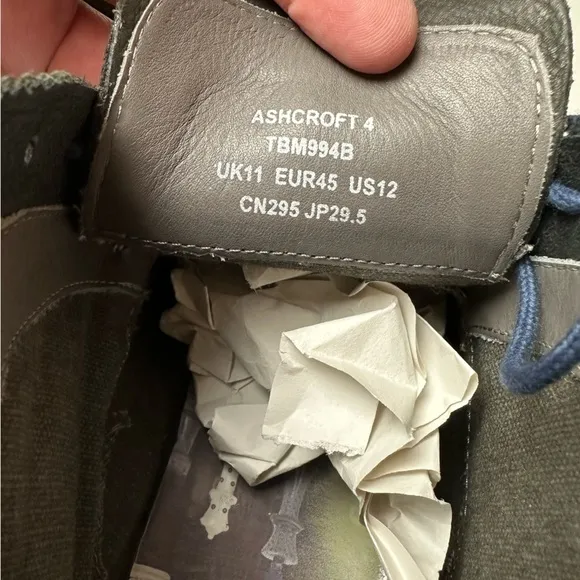 ASHCROFT 4
TBM994B
UK11 EUR45 US12
CN295 JP29.5